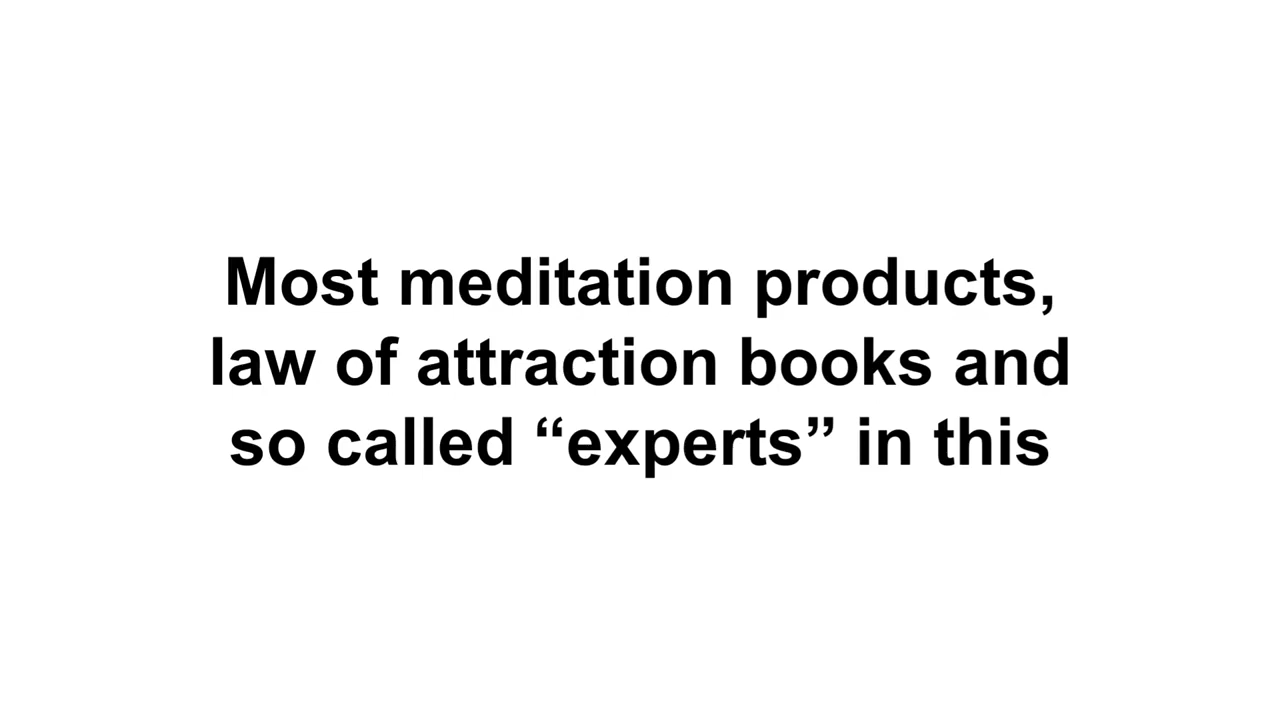 Most meditation products,
law of attraction books and
so called “experts” in this